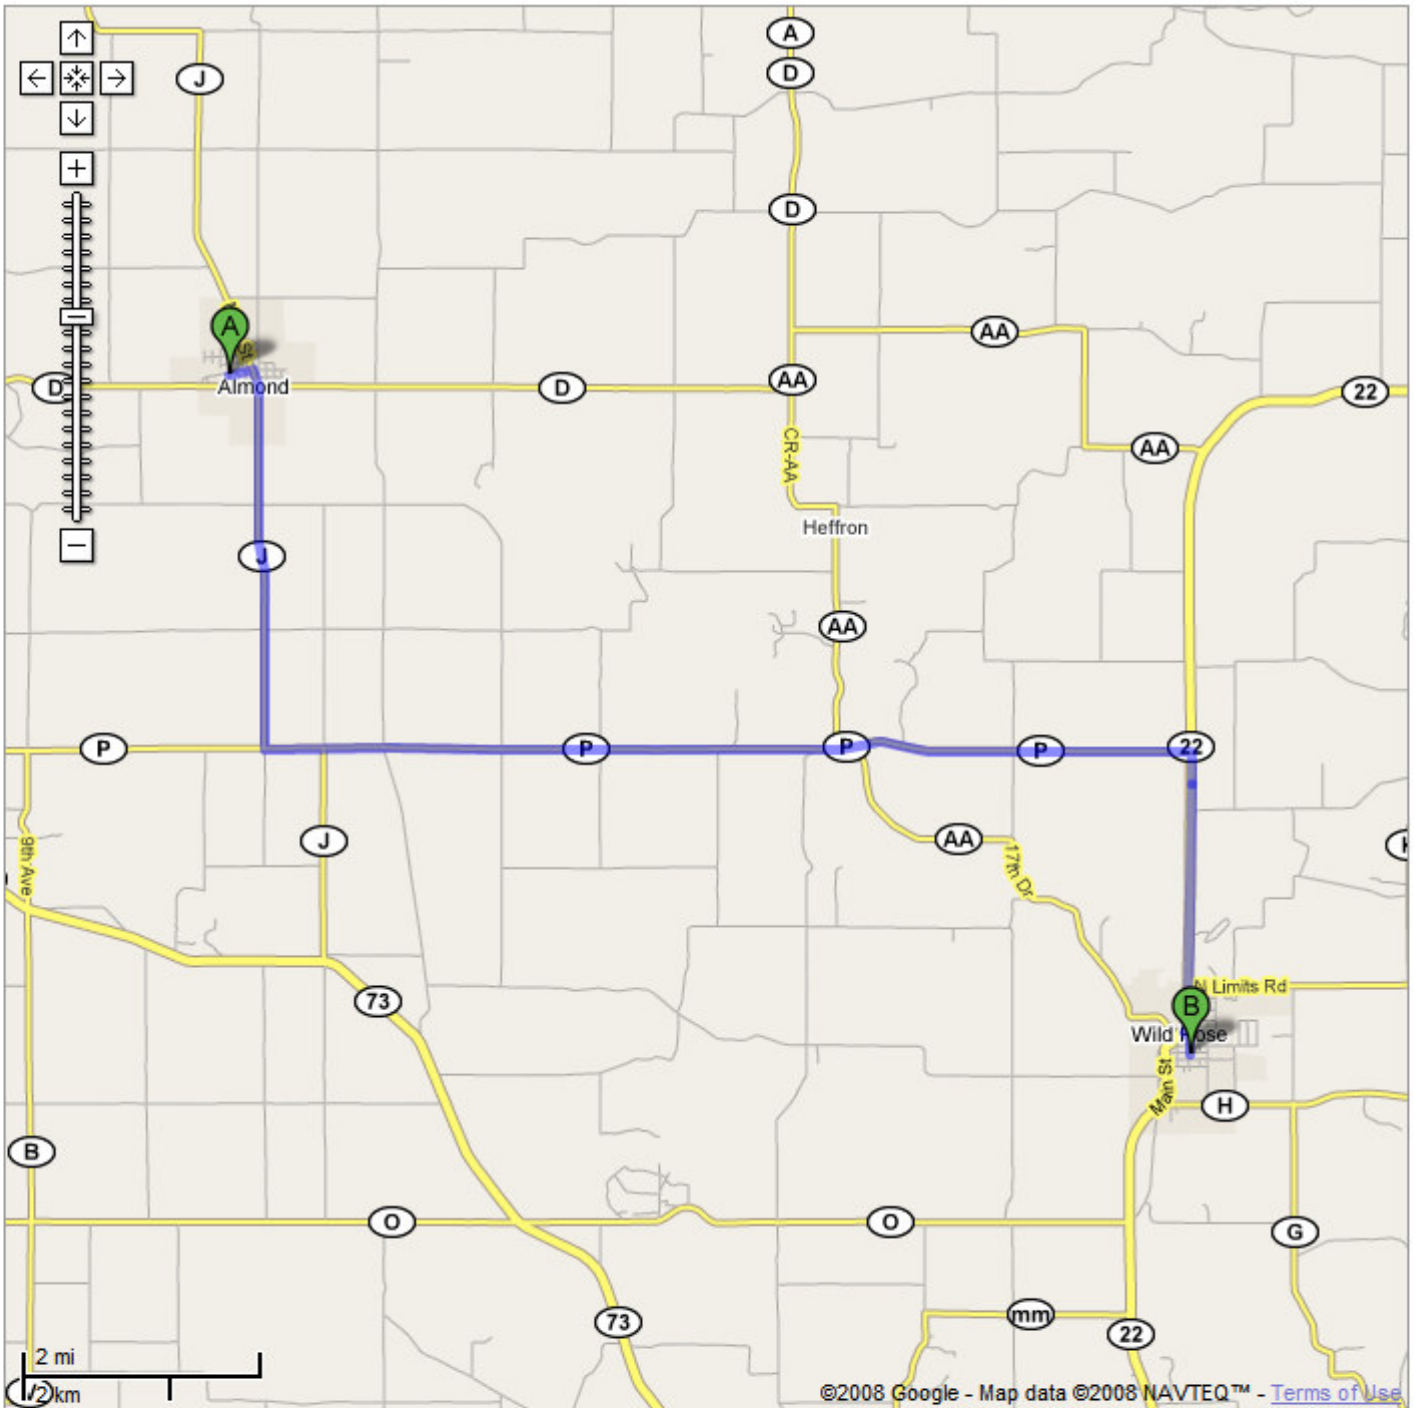 A
J
D
D
A
St
AA
D
Almond
D
AA
22
CR-AA
AA
Heffron
J
AA
P
P
P
P
22
J
AA
9th Ave
17th Dr
73
N Limits Rd
B
Wild Rose
Main St
H
B
O
O
G
mm
73
22
2 mi
2 km
©2008 Google - Map data ©2008 NAVTEQ™ - Terms of Use